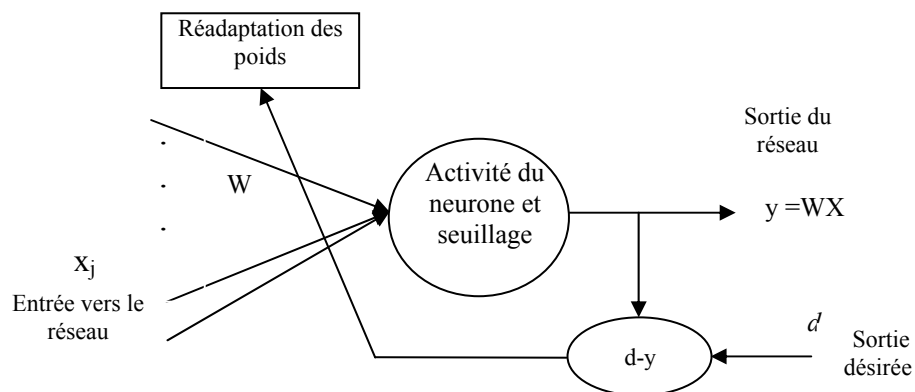 Réadaptation des
poids
Sortie du
réseau
W
Activité du
neurone et
seuillage
y =WX
xj
Entrée vers le
réseau
d-y
d
Sortie
désirée